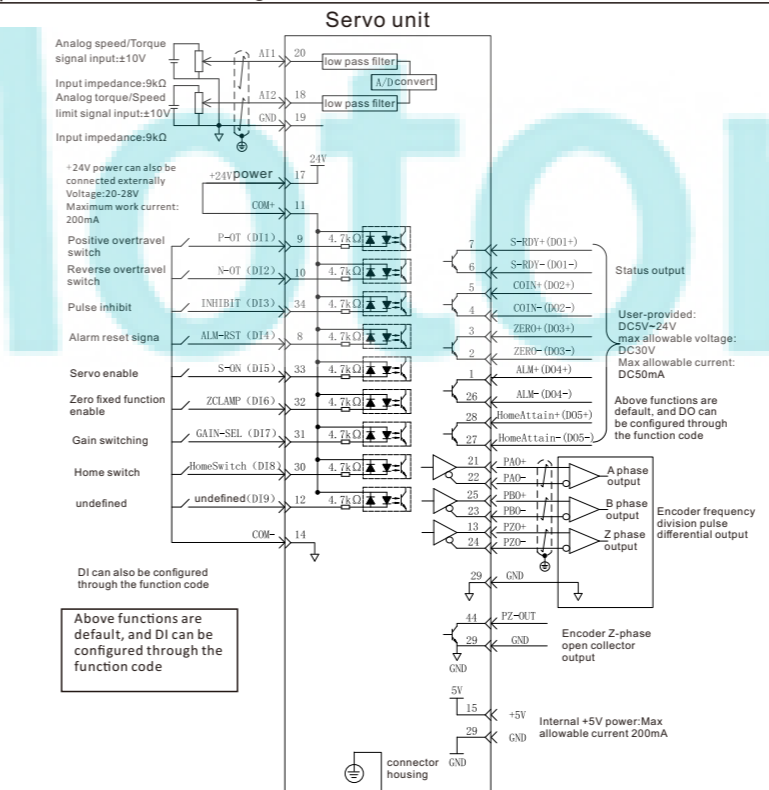 Servo unit
Analog speed/Torque
signal input:±10V
Input impedance:9kΩ
Analog torque/Speed
limit signal input:±10V
Input impedance:9kΩ
AI1 20
low pass filter
A/D convert
AI2 18
low pass filter
GND 19
24V
+24V power can also be
connected externally
Voltage:20-28V
Maximum work current:
200mA
+24V power 17
COM+ 11
Positive overtravel
switch
P-OT (DI1) 9 4.7kΩ
Reverse overtravel
switch
N-OT (DI2) 10 4.7kΩ
Pulse inhibit
INHIBIT (DI3) 34 4.7kΩ
Alarm reset signa
ALM-RST (DI4) 8 4.7kΩ
Servo enable
S-ON (DI5) 33 4.7kΩ
Zero fixed function
enable
ZCLAMP (DI6) 32 4.7kΩ
Gain switching
GAIN-SEL (DI7) 31 4.7kΩ
Home switch
HomeSwitch (DI8) 30 4.7kΩ
undefined
undefined(DI9) 12 4.7kΩ
COM- 14
DI can also be configured
through the function code
Above functions are
default, and DI can be
configured through the
function code
7 S-RDY+(DO1+)
6 S-RDY-(DO1-)
5 COIN+(DO2+)
4 COIN-(DO2-)
3 ZERO+(DO3+)
2 ZERO-(DO3-)
1 ALM+(DO4+)
26 ALM-(DO4-)
28 HomeAttain+(DO5+)
27 HomeAttain-(DO5-)
Status output
User-provided:
DC5V~24V
max allowable voltage:
DC30V
Max allowable current:
DC50mA
Above functions are
default, and DO can
be configured through
the function code
21 PAO+
22 PAO-
A phase
output
25 PBO+
23 PBO-
B phase
output
13 PZO+
24 PZO-
Z phase
output
Encoder frequency
division pulse
differential output
29 GND
44 PZ-OUT
29 GND
GND
Encoder Z-phase
open collector
output
5V
15 +5V
29 GND
GND
Internal +5V power:Max
allowable current 200mA
connector
housing